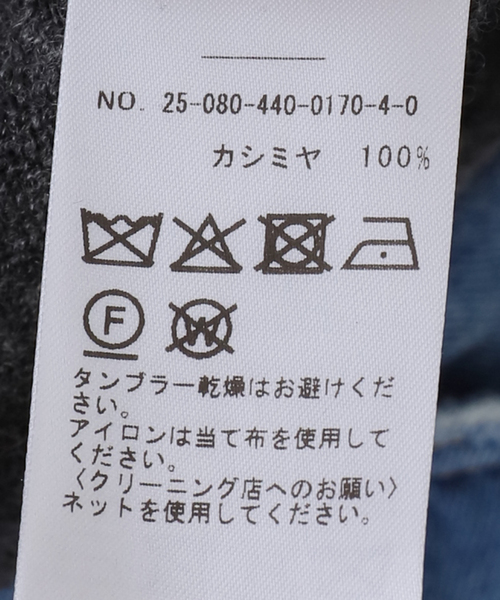 NO. 25-080-440-0170-4-0
カシミヤ 100%
F
W
タンブラー乾燥はお避けくだ
さい。
アイロンは当て布を使用して
ください。
〈クリーニング店へのお願い〉
ネットを使用してください。